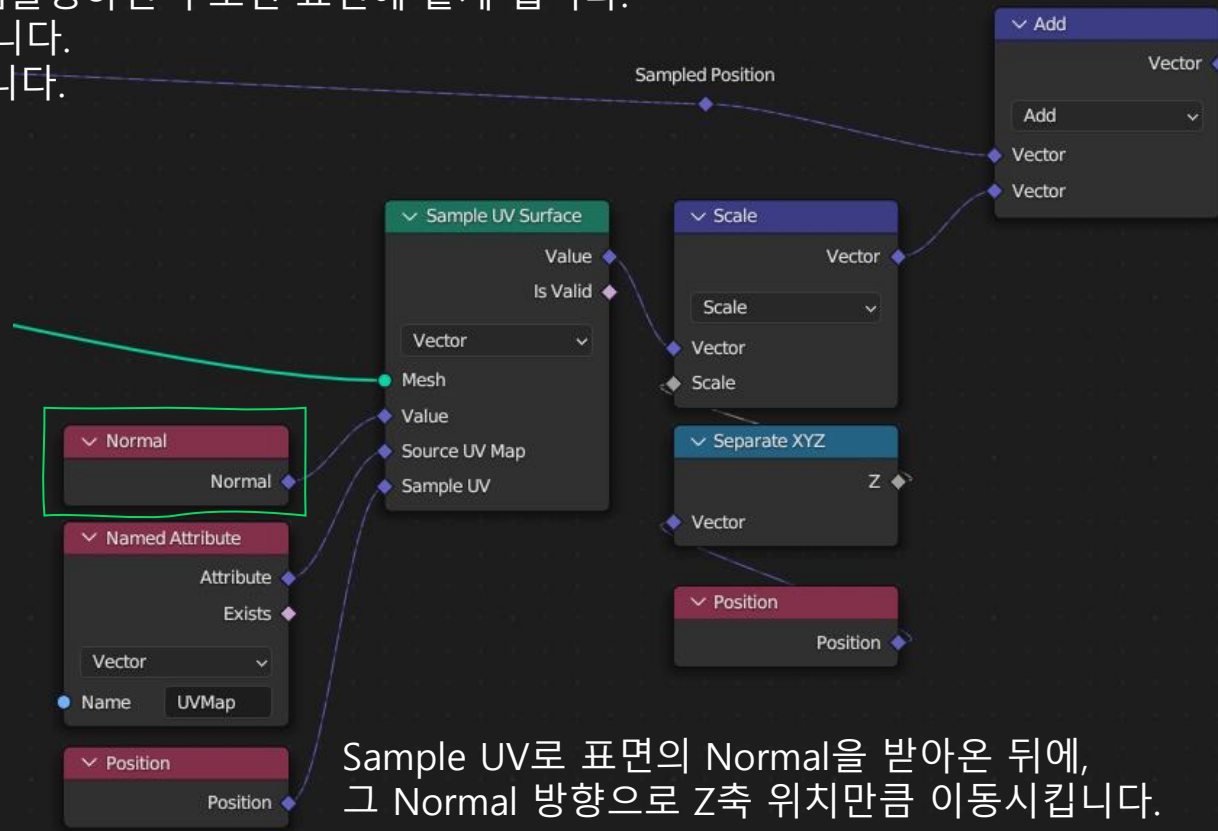 니다.
니다.
Sampled Position
Add
Vector
Add
Vector
Vector
Sample UV Surface
Value
Is Valid
Vector
Mesh
Value
Source UV Map
Sample UV
Scale
Vector
Scale
Vector
Scale
Normal
Normal
Separate XYZ
Z
Vector
Named Attribute
Attribute
Exists
Vector
Name UVMap
Position
Position
Position
Position
Sample UV로 표면의 Normal을 받아온 뒤에,
그 Normal 방향으로 Z축 위치만큼 이동시킵니다.